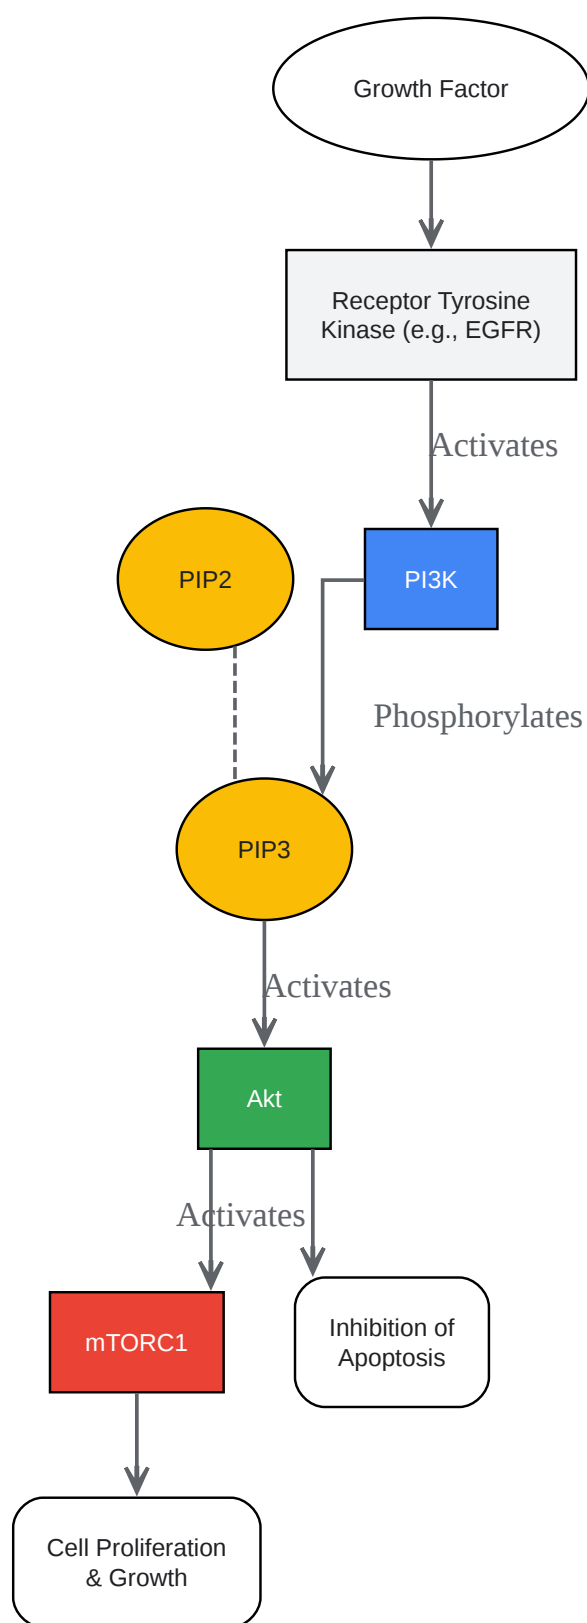 Growth Factor
Receptor Tyrosine
Kinase (e.g., EGFR)
Activates
PIP2
PI3K
Phosphorylates
PIP3
Activates
Akt
Activates
mTORC1
Inhibition of
Apoptosis
Cell Proliferation
& Growth